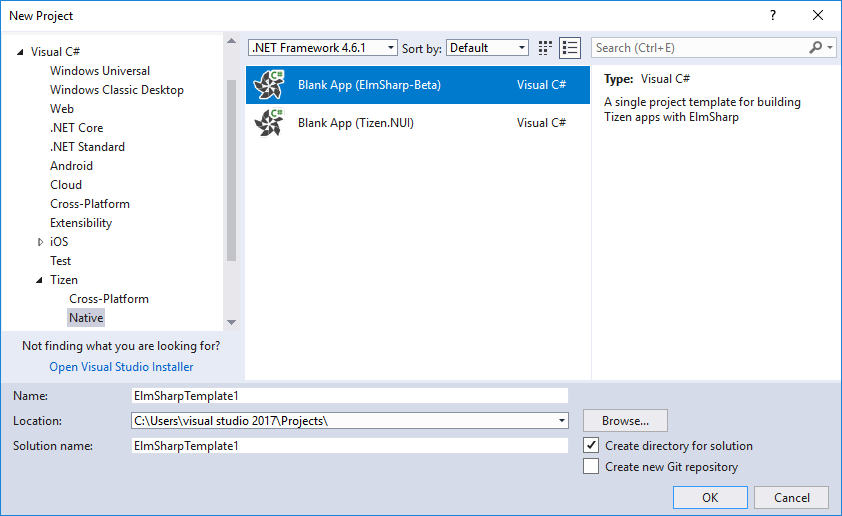 New Project
?
Visual C#
Windows Universal
Windows Classic Desktop
Web
.NET Core
.NET Standard
Android
Cloud
Cross-Platform
Extensibility
iOS
Test
Tizen
Cross-Platform
Native
Not finding what you are looking for?
Open Visual Studio Installer
.NET Framework 4.6.1 Sort by: Default
Search (Ctrl+E)
C# Blank App (ElmSharp-Beta) Visual C#
C# Blank App (Tizen.NUI) Visual C#
Type: Visual C#
A single project template for building
Tizen apps with ElmSharp
Name: ElmSharpTemplate1
Location: C:\Users\visual studio 2017\Projects\ Browse...
Solution name: ElmSharpTemplate1
Create directory for solution
Create new Git repository
OK Cancel